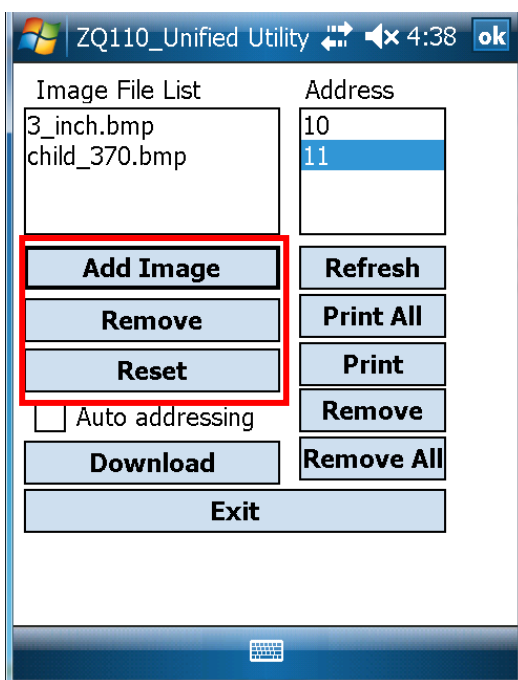 ZQ110_Unified Utility 4:38 ok
Image File List Address
3_inch.bmp 10
child_370.bmp 11
Add Image Refresh
Remove Print All
Reset Print
Auto addressing Remove
Download Remove All
Exit